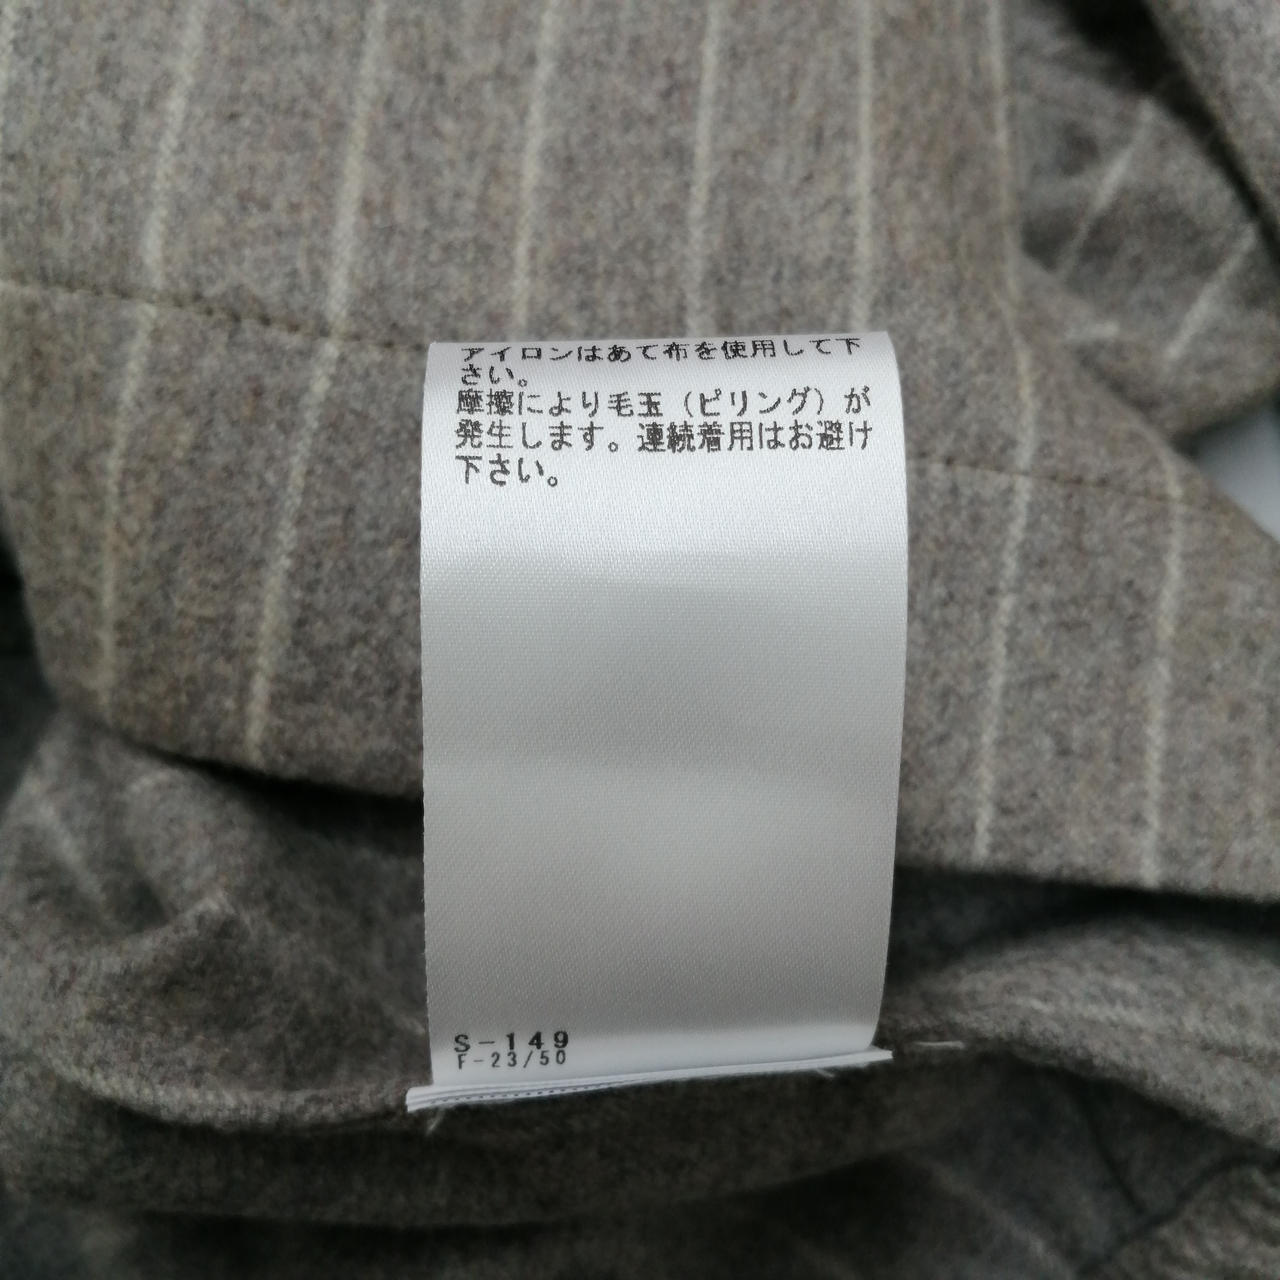 アイロンはあて布を使用して下
さい。
摩擦により毛玉（ピリング）が
発生します。連続着用はお避け
下さい。
S-149
F-23/50